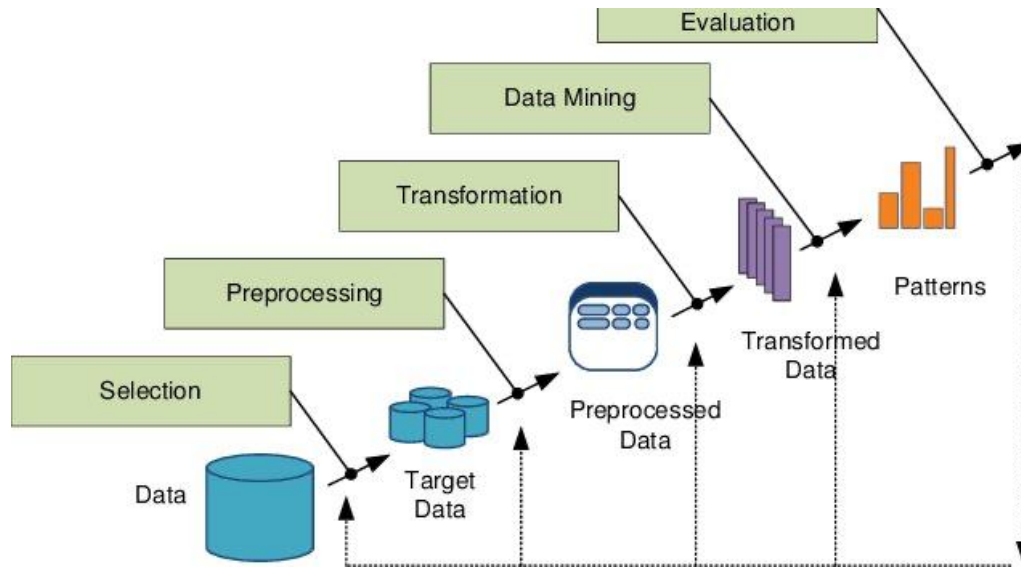 Evaluation
Data Mining
Transformation
Preprocessing
Selection
Patterns
Transformed
Data
Preprocessed
Data
Target
Data
Data